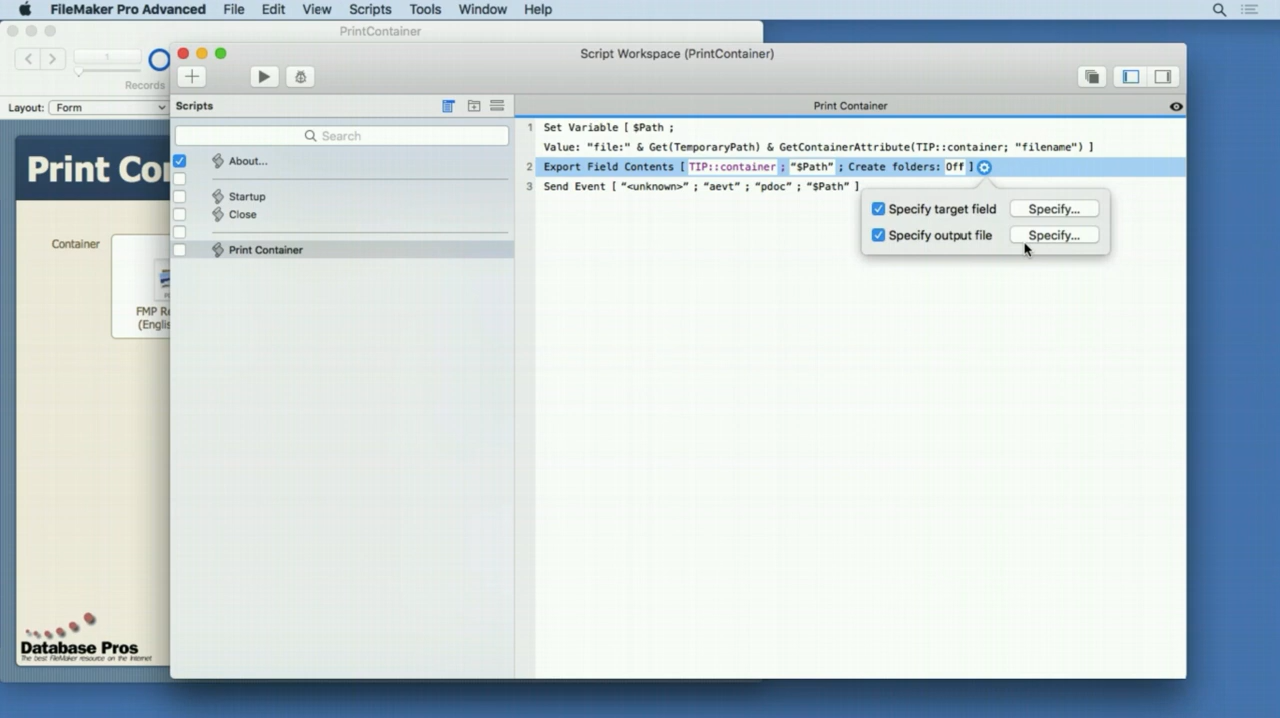 FileMaker Pro Advanced File Edit View Scripts Tools Window Help
PrintContainer
Script Workspace (PrintContainer)
1
Records
Layout: Form
Scripts
Print Container
Search
About...
Startup
Close
Print Container
1 Set Variable [ $Path ;
Value: "file:" & Get(TemporaryPath) & GetContainerAttribute(TIP::container; "filename") ]
2 Export Field Contents [ TIP::container ; “$Path” ; Create folders: Off ]
3 Send Event [ “<unknown>” ; “aevt” ; “pdoc” ; “$Path” ]
Specify target field Specify...
Specify output file Specify...
Print Co
Container
FMP R
(Englis
Database Pros
The best FileMaker resource on the Internet